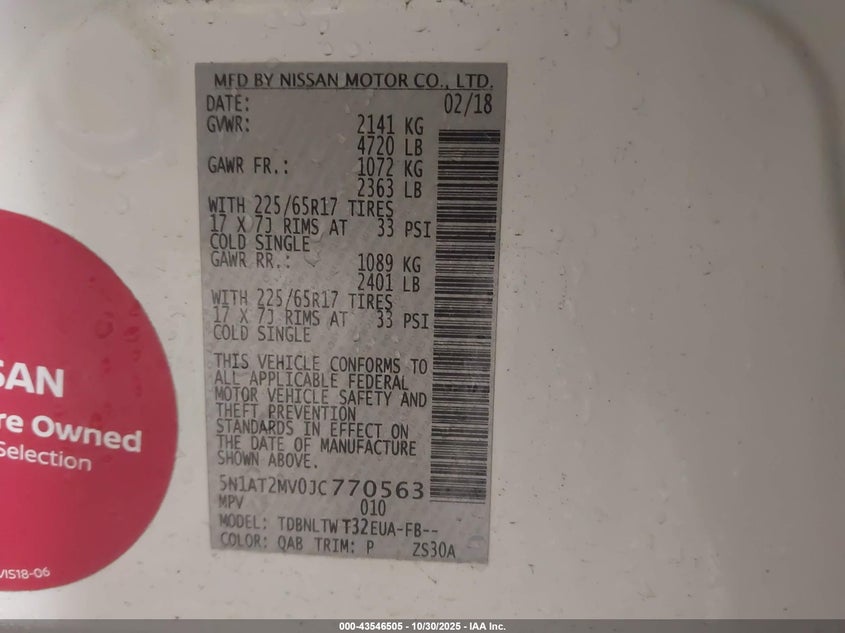 MFD BY NISSAN MOTOR CO., LTD.
DATE: 02/18
GVWR: 2141 KG
4720 LB
GAWR FR.: 1072 KG
2363 LB
WITH 225/65R17 TIRES
17 X 7J RIMS AT 33 PSI
COLD SINGLE
GAWR RR.: 1089 KG
2401 LB
WITH 225/65R17 TIRES
17 X 7J RIMS AT 33 PSI
COLD SINGLE
THIS VEHICLE CONFORMS TO
ALL APPLICABLE FEDERAL
MOTOR VEHICLE SAFETY AND
THEFT PREVENTION
STANDARDS IN EFFECT ON
THE DATE OF MANUFACTURE
SHOWN ABOVE.
5N1AT2MV0JC770563
MPV 010
MODEL: TDBNLTWT32EUA-FB--
COLOR: QAB TRIM: P ZS30A
SAN
re Owned
Selection
VIS18-06
000-43546505 - 10/30/2025 - IAA Inc.